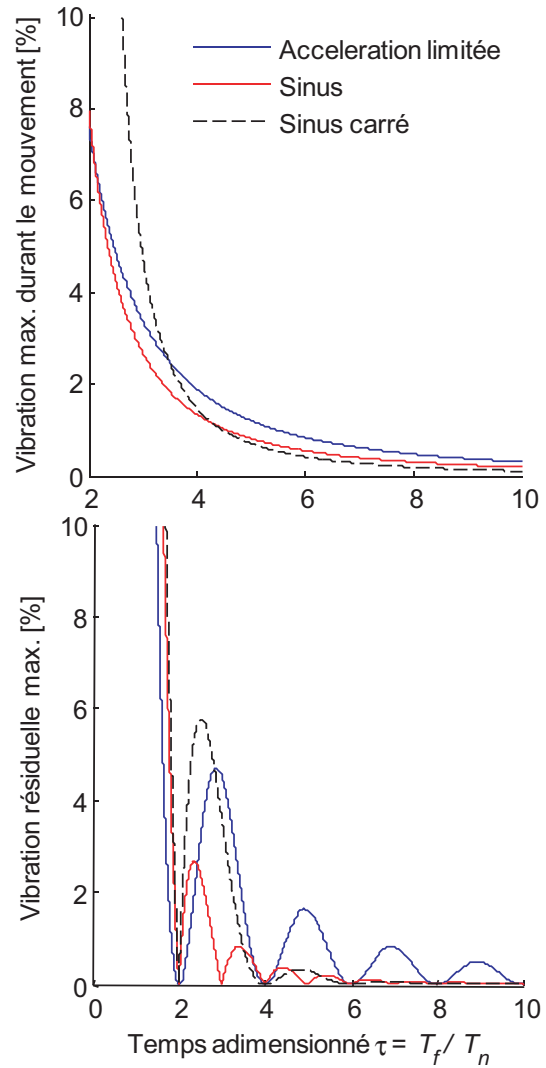 Vibration max. durant le mouvement [%]
10
8
6
4
2
0
2 4 6 8 10
Acceleration limitée
Sinus
Sinus carré
Vibration résiduelle max. [%]
10
8
6
4
2
0
0 2 4 6 8 10
Temps adimensionné τ = T_f / T_n